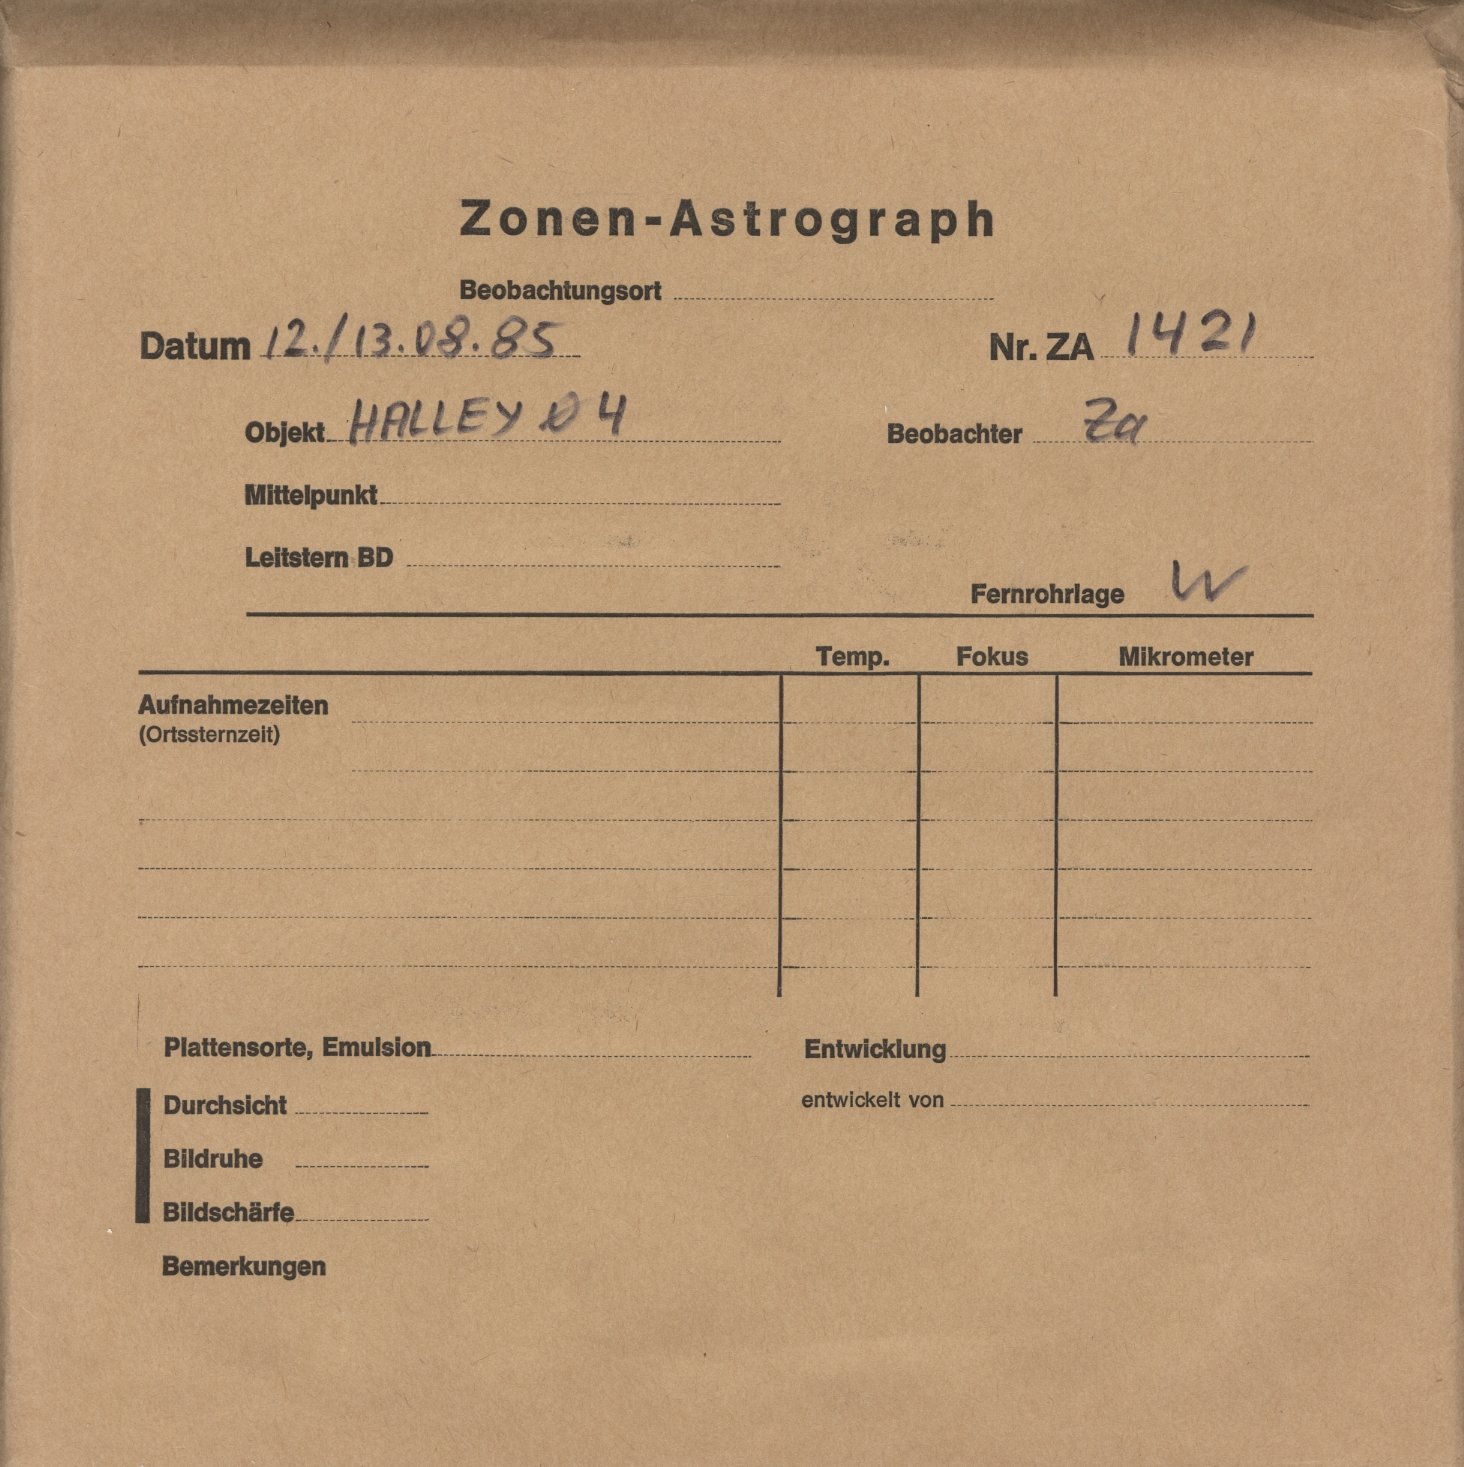 Zonen-Astrograph
Beobachtungsort
Datum 12./13.08.85 Nr. ZA 1421
Objekt HALLEY 04 Beobachter Za
Mittelpunkt
Leitstern BD
Fernrohrlage W
Temp. Fokus Mikrometer
Aufnahmezeiten
(Ortssternzeit)
Plattensorte, Emulsion Entwicklung
Durchsicht entwickelt von
Bildruhe
Bildschärfe
Bemerkungen